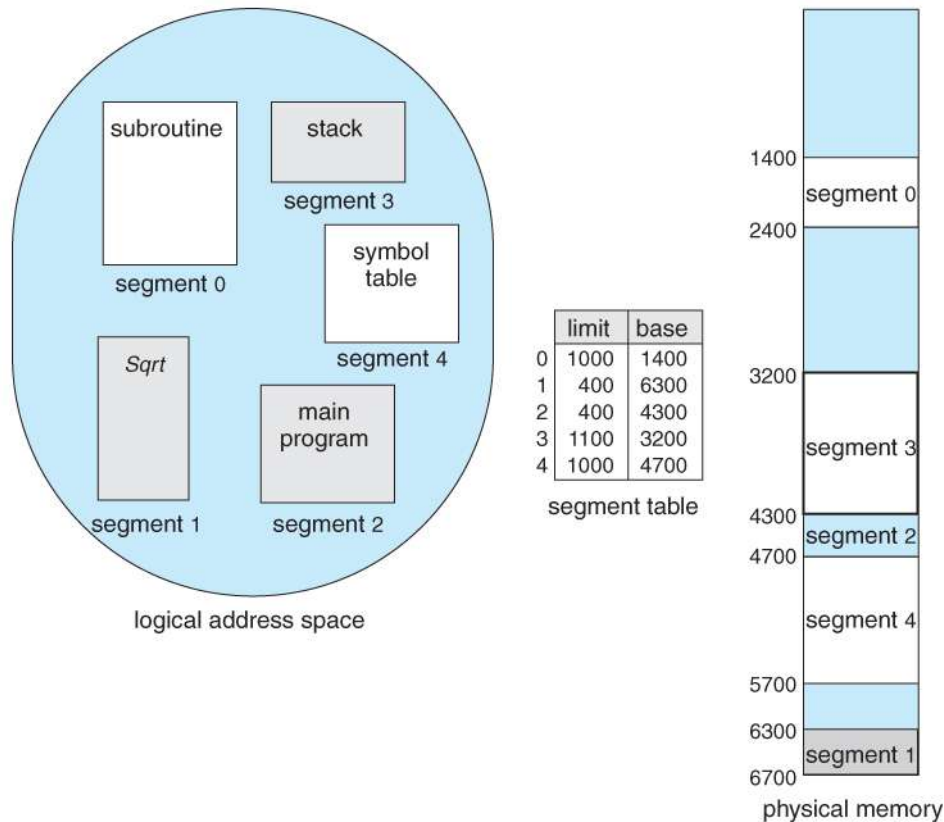 subroutine
segment 0
stack
segment 3
symbol
table
segment 4
Sqrt
segment 1
main
program
segment 2
logical address space
limit base
0 1000 1400
1 400 6300
2 400 4300
3 1100 3200
4 1000 4700
segment table
1400
segment 0
2400
3200
segment 3
4300
segment 2
4700
segment 4
5700
6300
segment 1
6700
physical memory